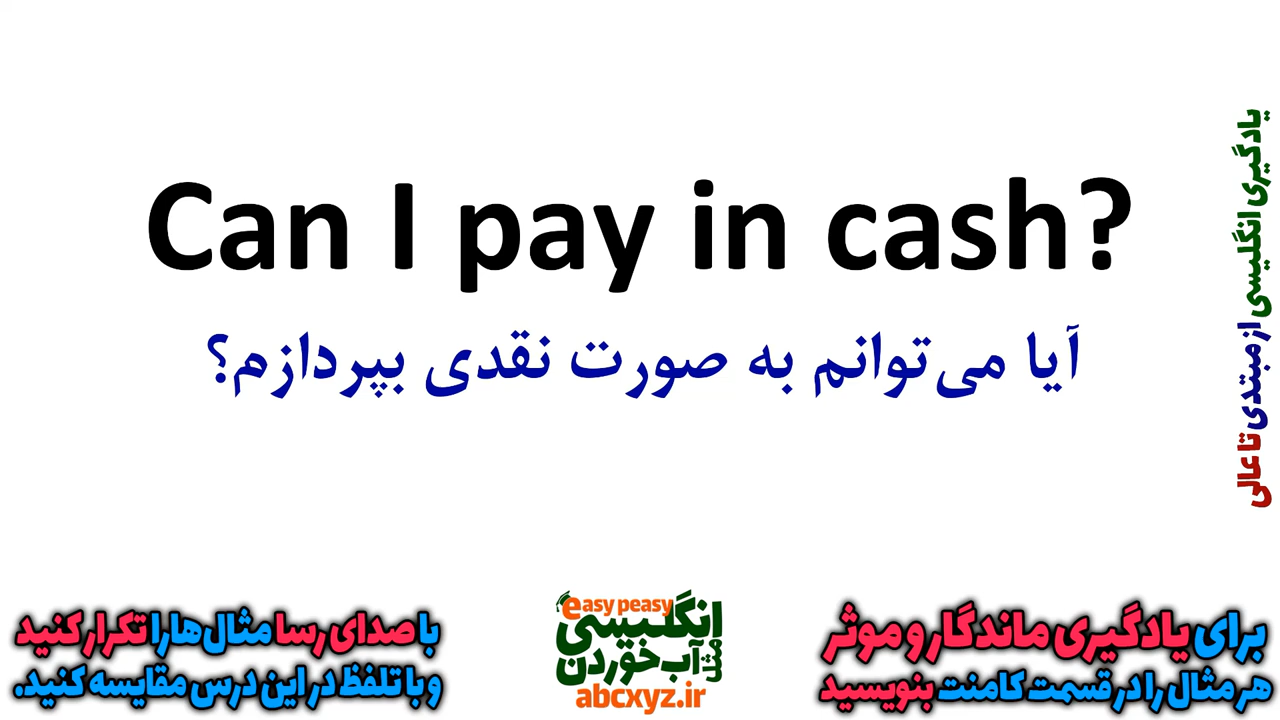 Can I pay in cash?
آیا می‌توانم به صورت نقدی بپردازم؟
یادگیری انگلیسی از مبتدی تا عالی
برای یادگیری ماندگار و موثر
هر مثال را در قسمت کامنت بنویسید
easy peasy
انگلیسی
مثل آب خوردن
abcxyz.ir
با صدای رسا مثال‌ها را تکرار کنید
و با تلفظ در این درس مقایسه کنید.